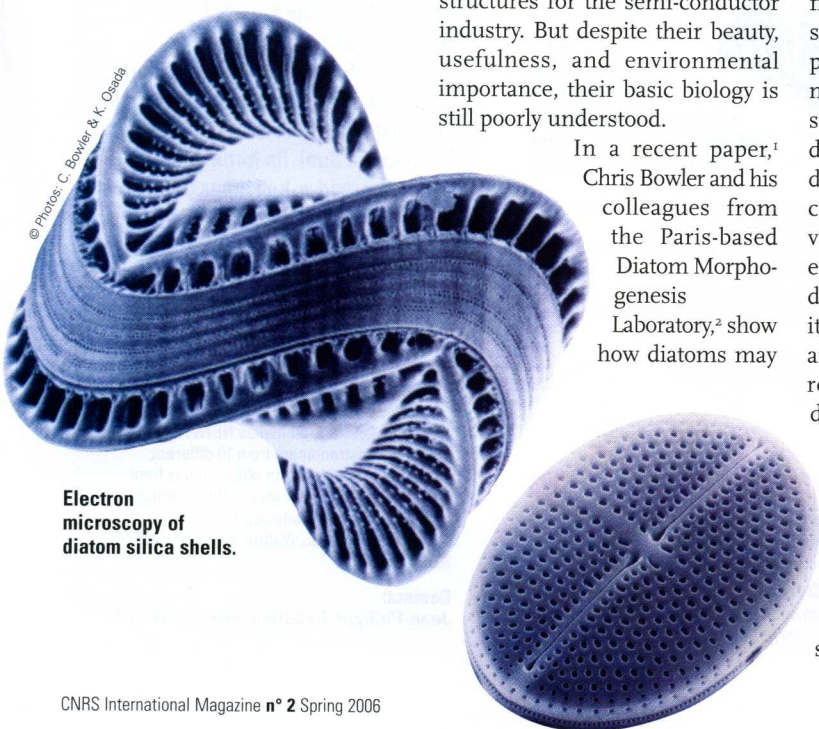 structures for the semi-conductor
industry. But despite their beauty,
usefulness, and environmental
importance, their basic biology is
still poorly understood.
In a recent paper,¹
Chris Bowler and his
colleagues from
the Paris-based
Diatom Morpho-
genesis
Laboratory,² show
how diatoms may
© Photos: C. Bowler & K. Osada
Electron
microscopy of
diatom silica shells.
CNRS International Magazine n° 2 Spring 2006